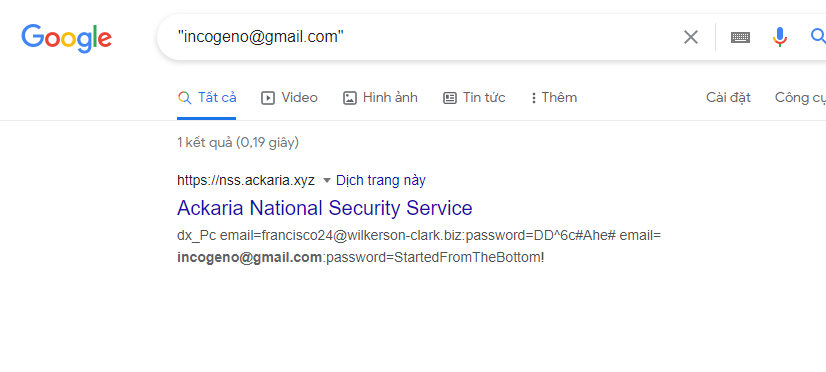 Google "incogeno@gmail.com"
Tất cả Video Hình ảnh Tin tức Thêm Cài đặt Công cụ
1 kết quả (0,19 giây)
https://nss.ackaria.xyz Dịch trang này
Ackaria National Security Service
dx_Pc email=francisco24@wilkerson-clark.biz:password=DD^6c#Ahe# email=
incogeno@gmail.com:password=StartedFromTheBottom!